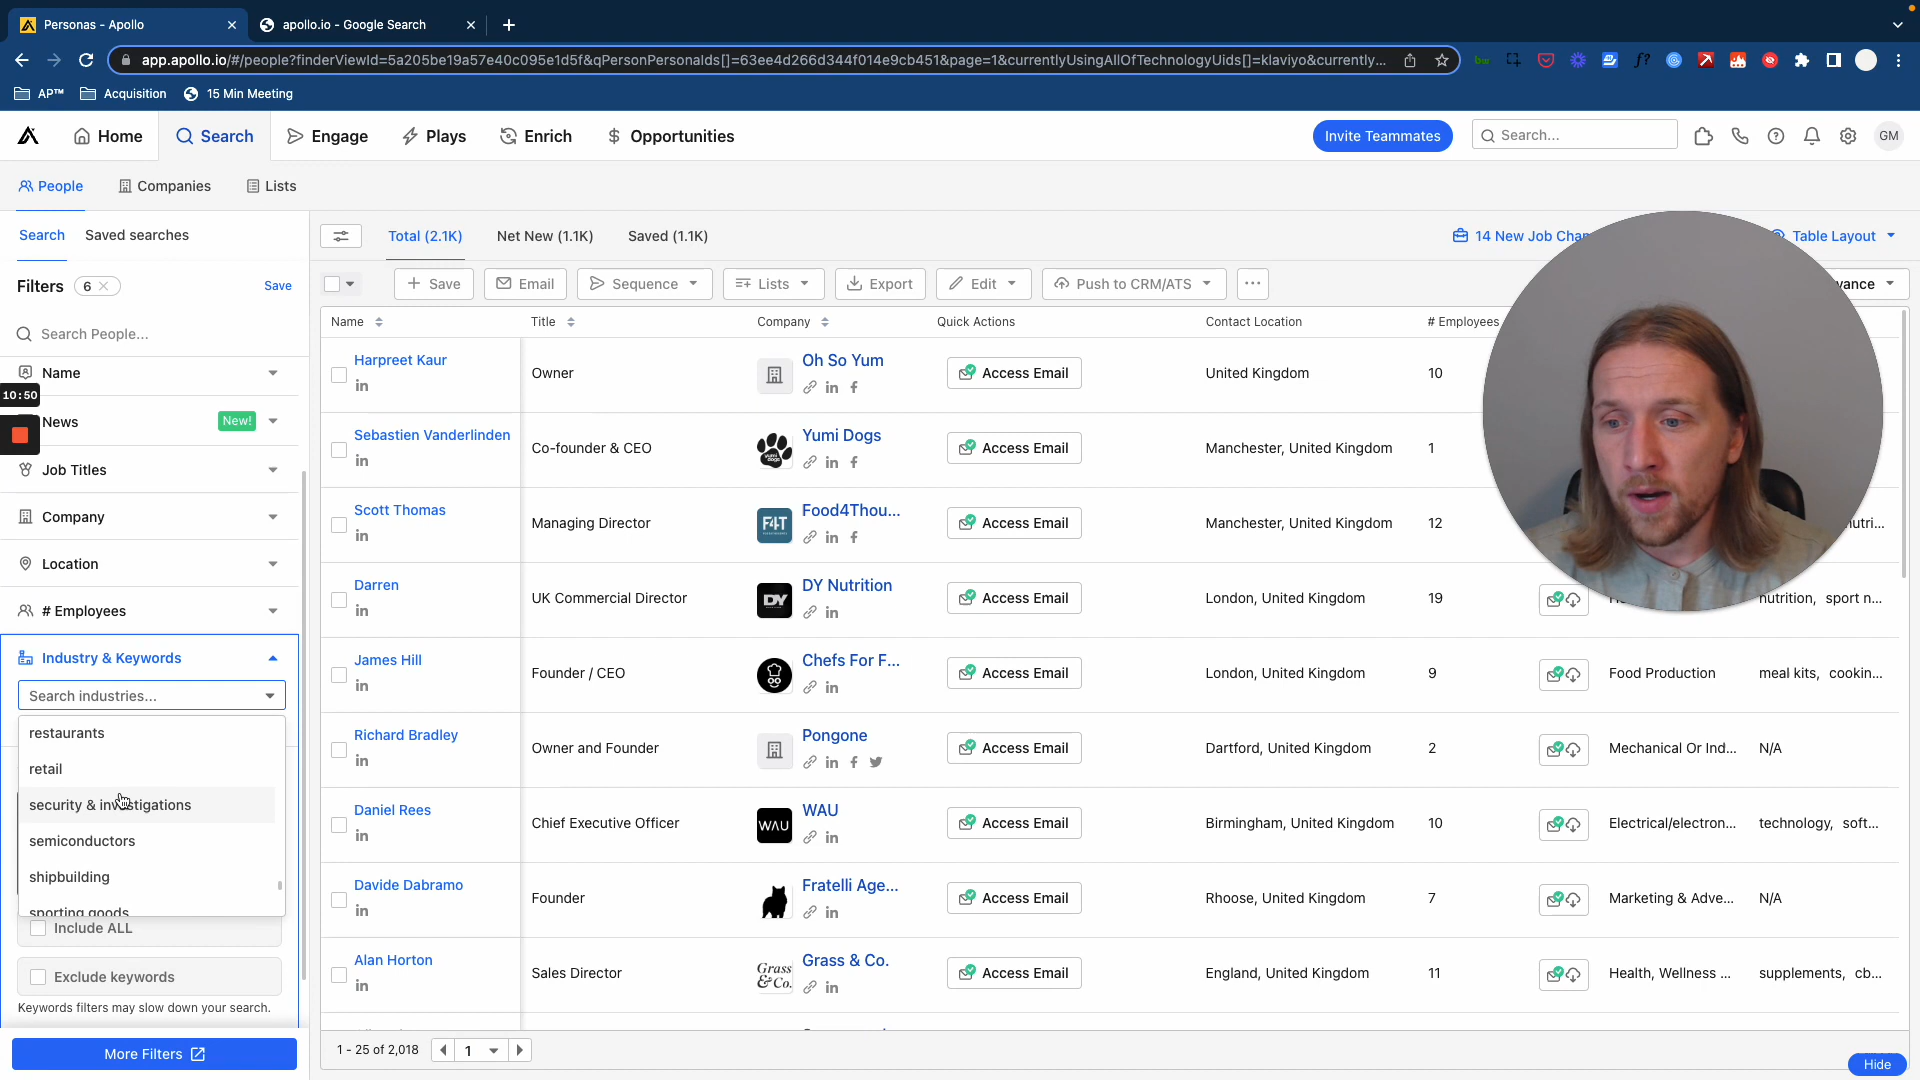 Personas - Apollo
apollo.io - Google Search
app.apollo.io/#/people?finderViewId=5a205be19a57e40c095e1d5f&qPersonPersonaIds[]=63ee4d266d344f014e9cb451&page=1&currentlyUsingAllOfTechnologyUids[]=klaviyo&currently...
AP™ Acquisition 15 Min Meeting
Home Search Engage Plays Enrich Opportunities Invite Teammates Search... GM
People Companies Lists
Search Saved searches
Total (2.1K) Net New (1.1K) Saved (1.1K) 14 New Job Chan Table Layout
Filters 6 Save
Save Email Sequence Lists Export Edit Push to CRM/ATS vance
Search People...
Name
10:50
News New!
Job Titles
Company
Location
# Employees
Industry & Keywords
Search industries...
restaurants
retail
security & investigations
semiconductors
shipbuilding
sporting goods
Include ALL
Exclude keywords
Keywords filters may slow down your search.
More Filters
Name Title Company Quick Actions Contact Location # Employees
Harpreet Kaur Owner Oh So Yum Access Email United Kingdom 10
Sebastien Vanderlinden Co-founder & CEO Yumi Dogs Access Email Manchester, United Kingdom 1
Scott Thomas Managing Director F4T Food4Thou... Access Email Manchester, United Kingdom 12 nutri...
Darren UK Commercial Director DY DY Nutrition Access Email London, United Kingdom 19 nutrition, sport n...
James Hill Founder / CEO Chefs For F... Access Email London, United Kingdom 9 Food Production meal kits, cookin...
Richard Bradley Owner and Founder Pongone Access Email Dartford, United Kingdom 2 Mechanical Or Ind... N/A
Daniel Rees Chief Executive Officer WAU WAU Access Email Birmingham, United Kingdom 10 Electrical/electron... technology, soft...
Davide Dabramo Founder Fratelli Age... Access Email Rhoose, United Kingdom 7 Marketing & Adve... N/A
Alan Horton Sales Director Grass & Co. Grass & Co. Access Email England, United Kingdom 11 Health, Wellness ... supplements, cb...
1 - 25 of 2,018 1
Hide